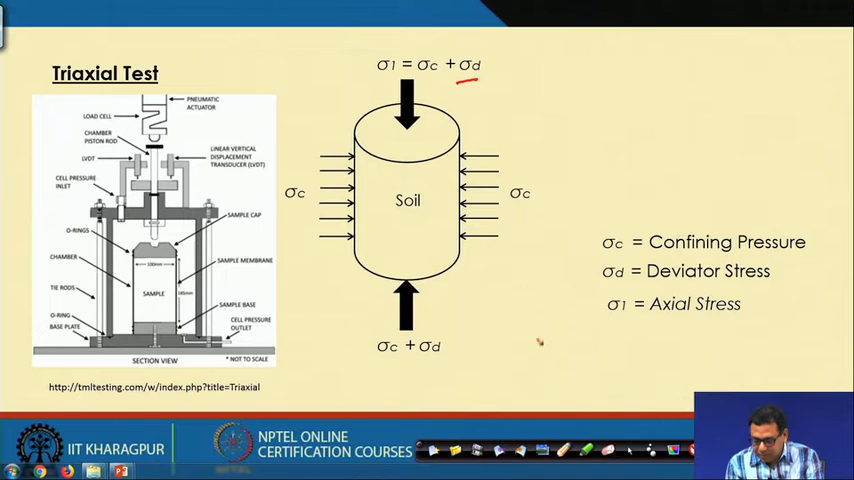 Triaxial Test
PNEUMATIC
ACTUATOR
LOAD CELL
CHAMBER
PISTON ROD
LVDT
LINEAR VERTICAL
DISPLACEMENT
TRANSDUCER (LVDT)
CELL PRESSURE
INLET
SAMPLE CAP
O-RINGS
100mm
CHAMBER
SAMPLE MEMBRANE
SAMPLE
TIE RODS
SAMPLE BASE
O-RING
BASE PLATE
CELL PRESSURE
OUTLET
SECTION VIEW
* NOT TO SCALE
http://tmltesting.com/w/index.php?title=Triaxial
σ1 = σc + σd
σc
Soil
σc
σc + σd
σc = Confining Pressure
σd = Deviator Stress
σ1 = Axial Stress
IIT KHARAGPUR
NPTEL ONLINE
CERTIFICATION COURSES
NPTEL